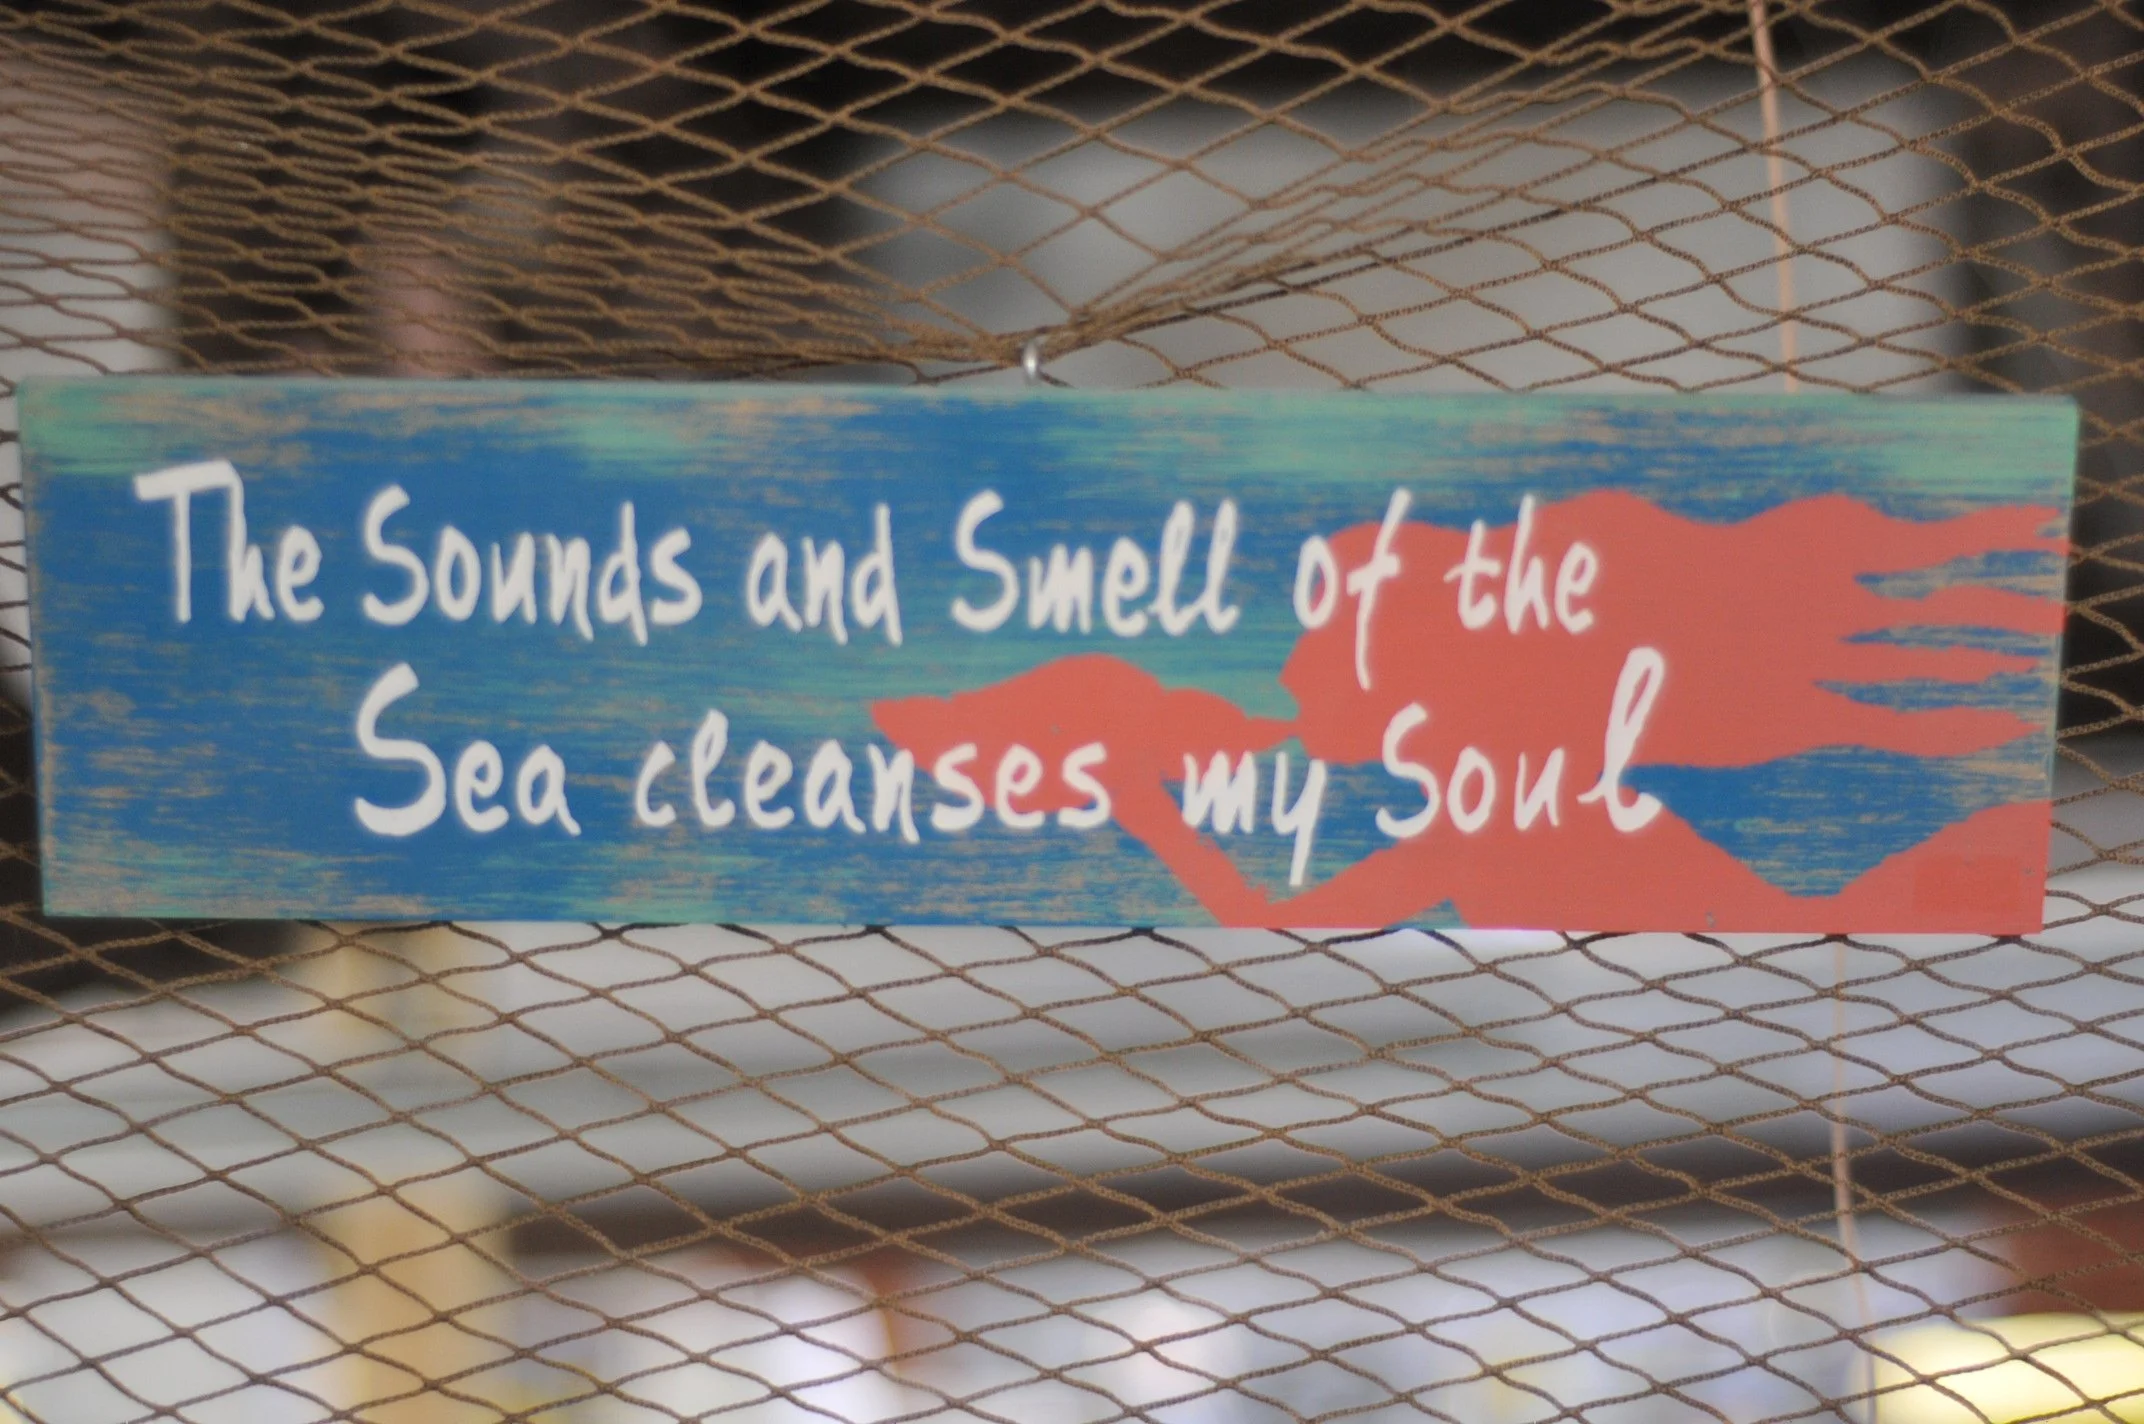 The Sounds and Smell of the
Sea cleanses my Soul